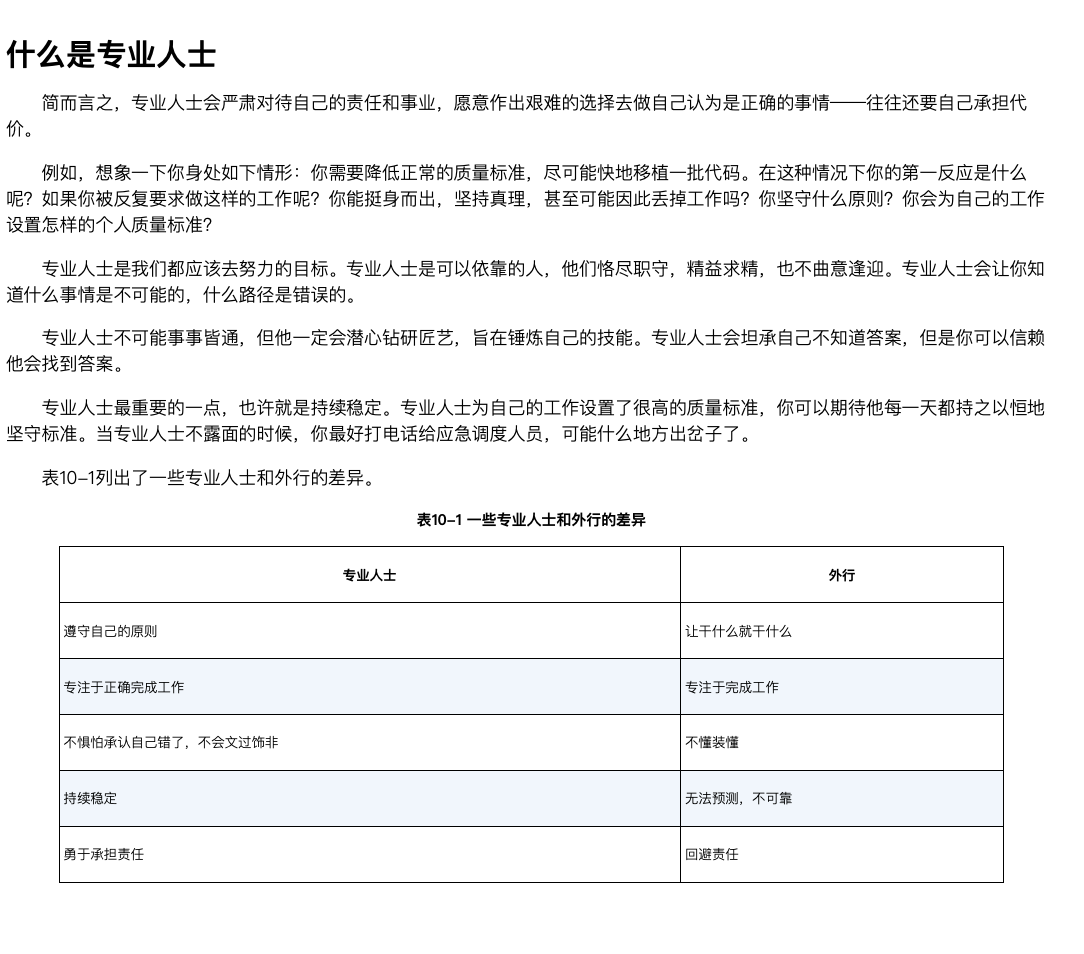 什么是专业人士
简而言之，专业人士会严肃对待自己的责任和事业，愿意作出艰难的选择去做自己认为是正确的事情——往往还要自己承担代
价。
例如，想象一下你身处如下情形：你需要降低正常的质量标准，尽可能快地移植一批代码。在这种情况下你的第一反应是什么
呢？如果你被反复要求做这样的工作呢？你能挺身而出，坚持真理，甚至可能因此丢掉工作吗？你坚守什么原则？你会为自己的工作
设置怎样的个人质量标准？
专业人士是我们都应该去努力的目标。专业人士是可以依靠的人，他们恪尽职守，精益求精，也不曲意逢迎。专业人士会让你知
道什么事情是不可能的，什么路径是错误的。
专业人士不可能事事皆通，但他一定会潜心钻研匠艺，旨在锤炼自己的技能。专业人士会坦承自己不知道答案，但是你可以信赖
他会找到答案。
专业人士最重要的一点，也许就是持续稳定。专业人士为自己的工作设置了很高的质量标准，你可以期待他每一天都持之以恒地
坚守标准。当专业人士不露面的时候，你最好打电话给应急调度人员，可能什么地方出岔子了。
表10–1列出了一些专业人士和外行的差异。
表10–1 一些专业人士和外行的差异
专业人士 外行
遵守自己的原则 让干什么就干什么
专注于正确完成工作 专注于完成工作
不惧怕承认自己错了，不会文过饰非 不懂装懂
持续稳定 无法预测，不可靠
勇于承担责任 回避责任